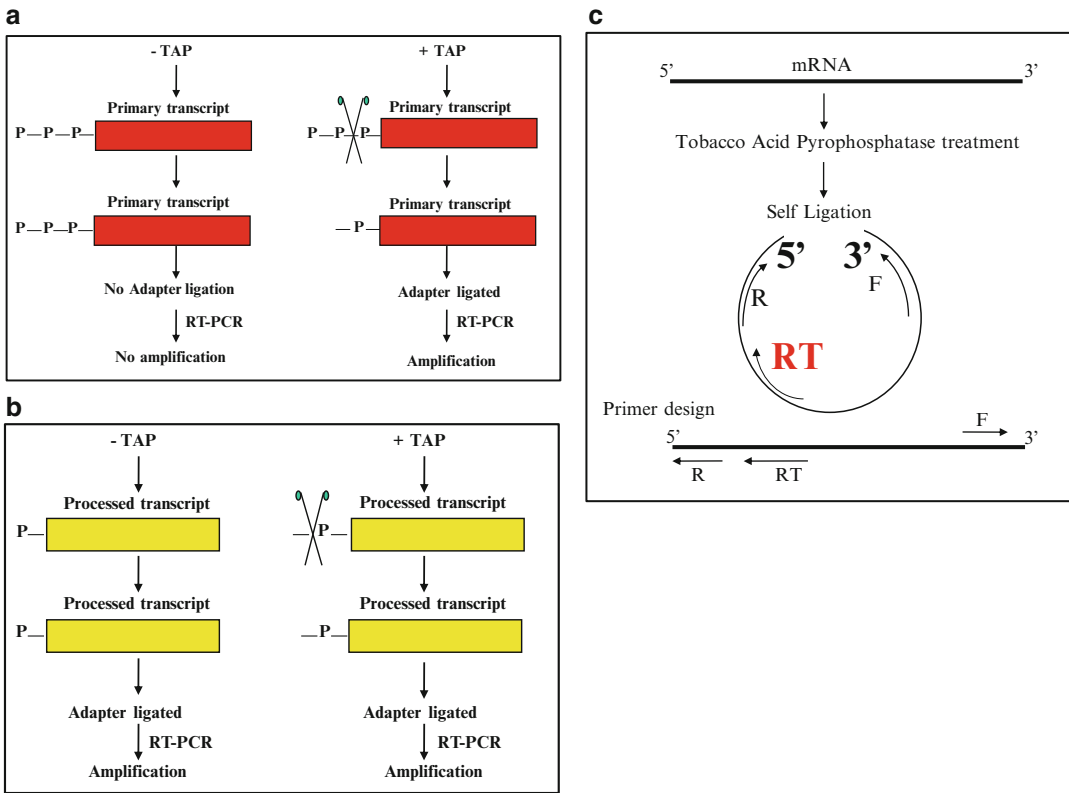 a
- TAP
+ TAP
Primary transcript
Primary transcript
P—P—P—
P—P—P—
Primary transcript
Primary transcript
P—P—P—
—P—
No Adapter ligation
Adapter ligated
RT-PCR
RT-PCR
No amplification
Amplification
b
- TAP
+ TAP
Processed transcript
Processed transcript
P—
—P—
Processed transcript
Processed transcript
P—
—P—
Adapter ligated
Adapter ligated
RT-PCR
RT-PCR
Amplification
Amplification
c
5’ mRNA 3’
Tobacco Acid Pyrophosphatase treatment
Self Ligation
5’ 3’
R F
RT
Primer design
F
5’ 3’
R RT